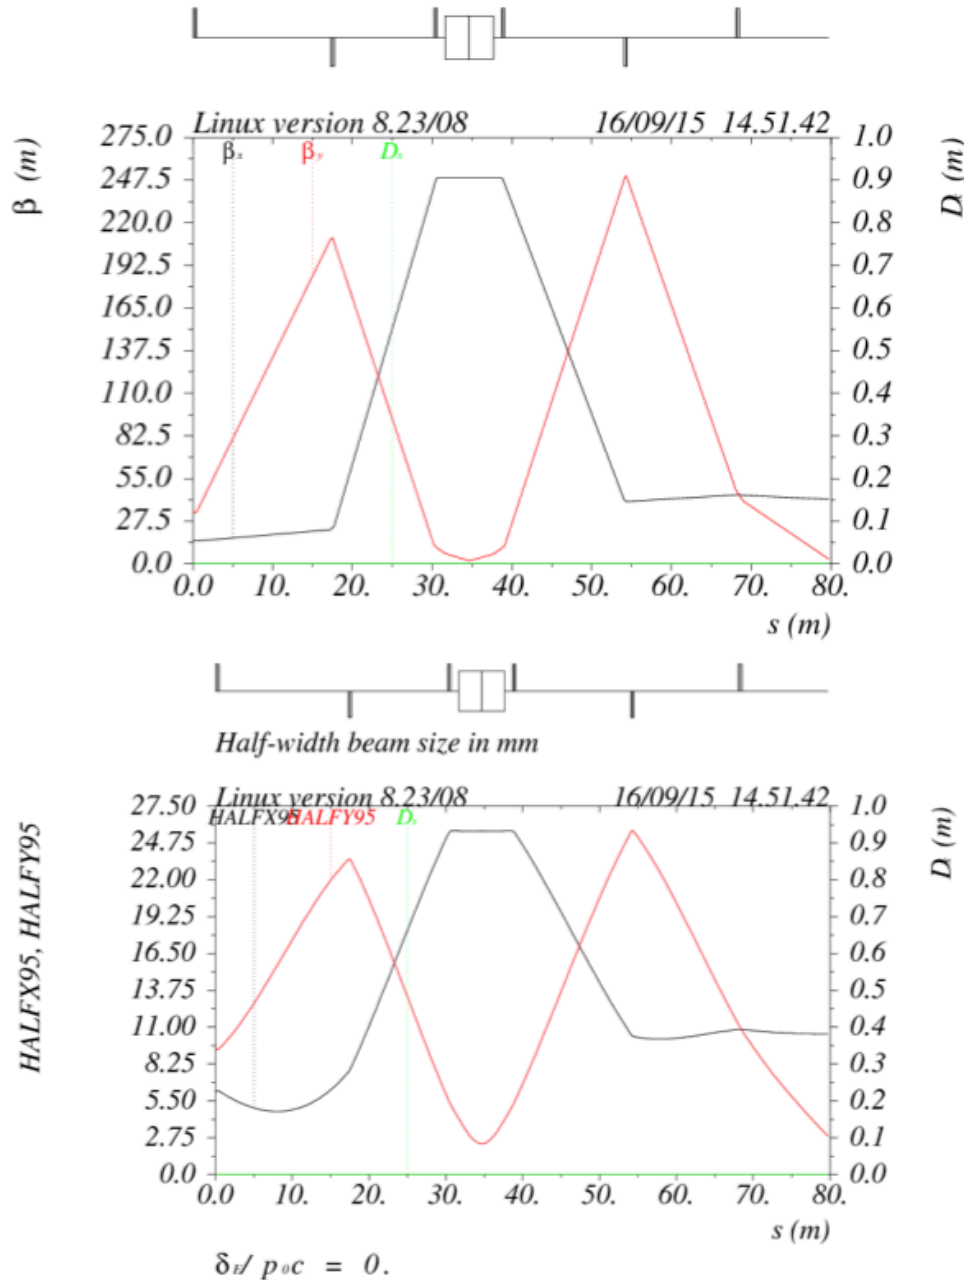 Linux version 8.23/08 16/09/15 14.51.42
275.0 βx βy Dx 1.0
247.5 0.9
220.0 0.8
192.5 0.7
165.0 0.6
137.5 0.5
110.0 0.4
82.5 0.3
55.0 0.2
27.5 0.1
0.0 0.0
0.0 10. 20. 30. 40. 50. 60. 70. 80.
s (m)
β (m)
D (m)
Half-width beam size in mm
Linux version 8.23/08 16/09/15 14.51.42
27.50 HALFX95 HALFY95 Dx 1.0
24.75 0.9
22.00 0.8
19.25 0.7
16.50 0.6
13.75 0.5
11.00 0.4
8.25 0.3
5.50 0.2
2.75 0.1
0.0 0.0
0.0 10. 20. 30. 40. 50. 60. 70. 80.
s (m)
HALFX95, HALFY95
D (m)
δE/ p0c = 0.